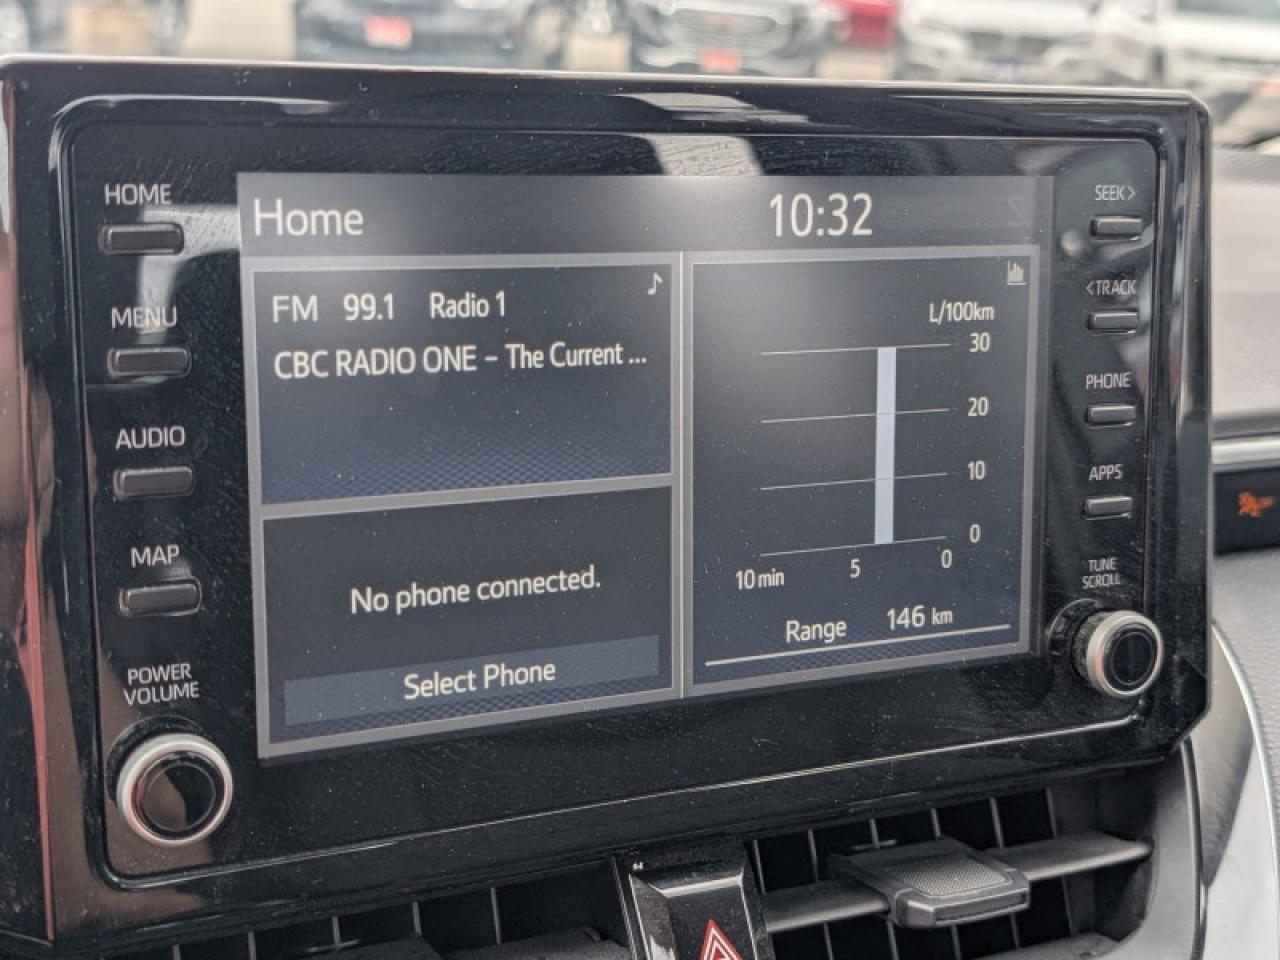 HOME
MENU
AUDIO
MAP
POWER
VOLUME
Home
10:32
FM 99.1 Radio 1
CBC RADIO ONE – The Current ...
No phone connected.
Select Phone
L/100km
30
20
10
0
10 min 5 0
Range 146 km
SEEK>
<TRACK
PHONE
APPS
TUNE
SCROLL